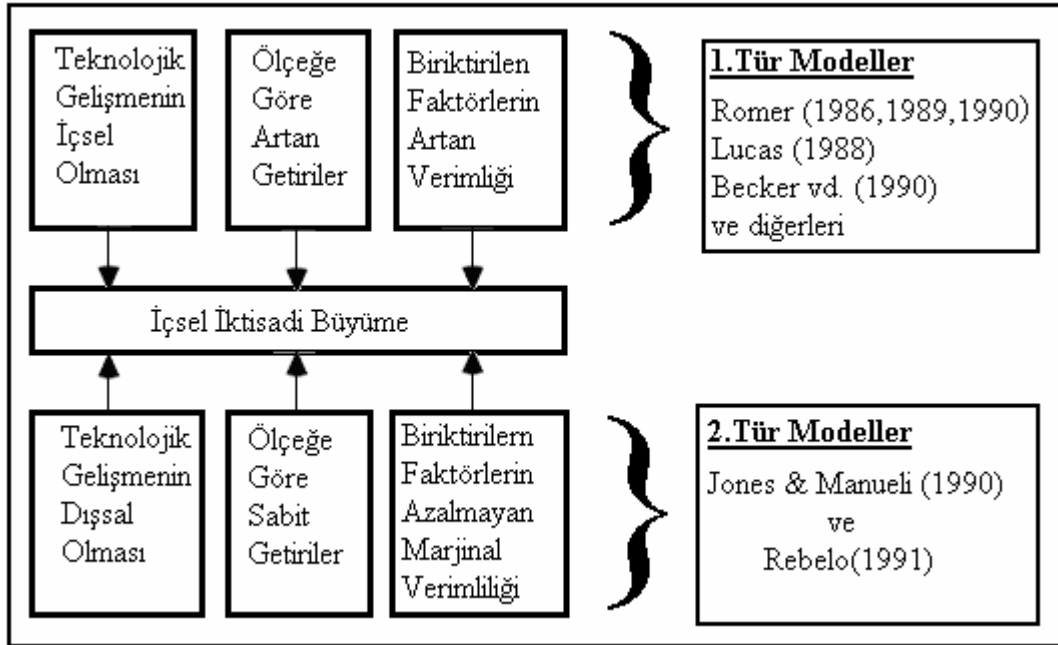 Teknolojik
Gelişmenin
İçsel
Olması
Ölçeğe
Göre
Artan
Getiriler
Biriktirilen
Faktörlerin
Artan
Verimliği
1.Tür Modeller
Romer (1986,1989,1990)
Lucas (1988)
Becker vd. (1990)
ve diğerleri
İçsel İktisadi Büyüme
Teknolojik
Gelişmenin
Dışsal
Olması
Ölçeğe
Göre
Sabit
Getiriler
Biriktirilern
Faktörlerin
Azalmayan
Marjinal
Verimliliği
2.Tür Modeller
Jones & Manueli (1990)
ve
Rebelo(1991)